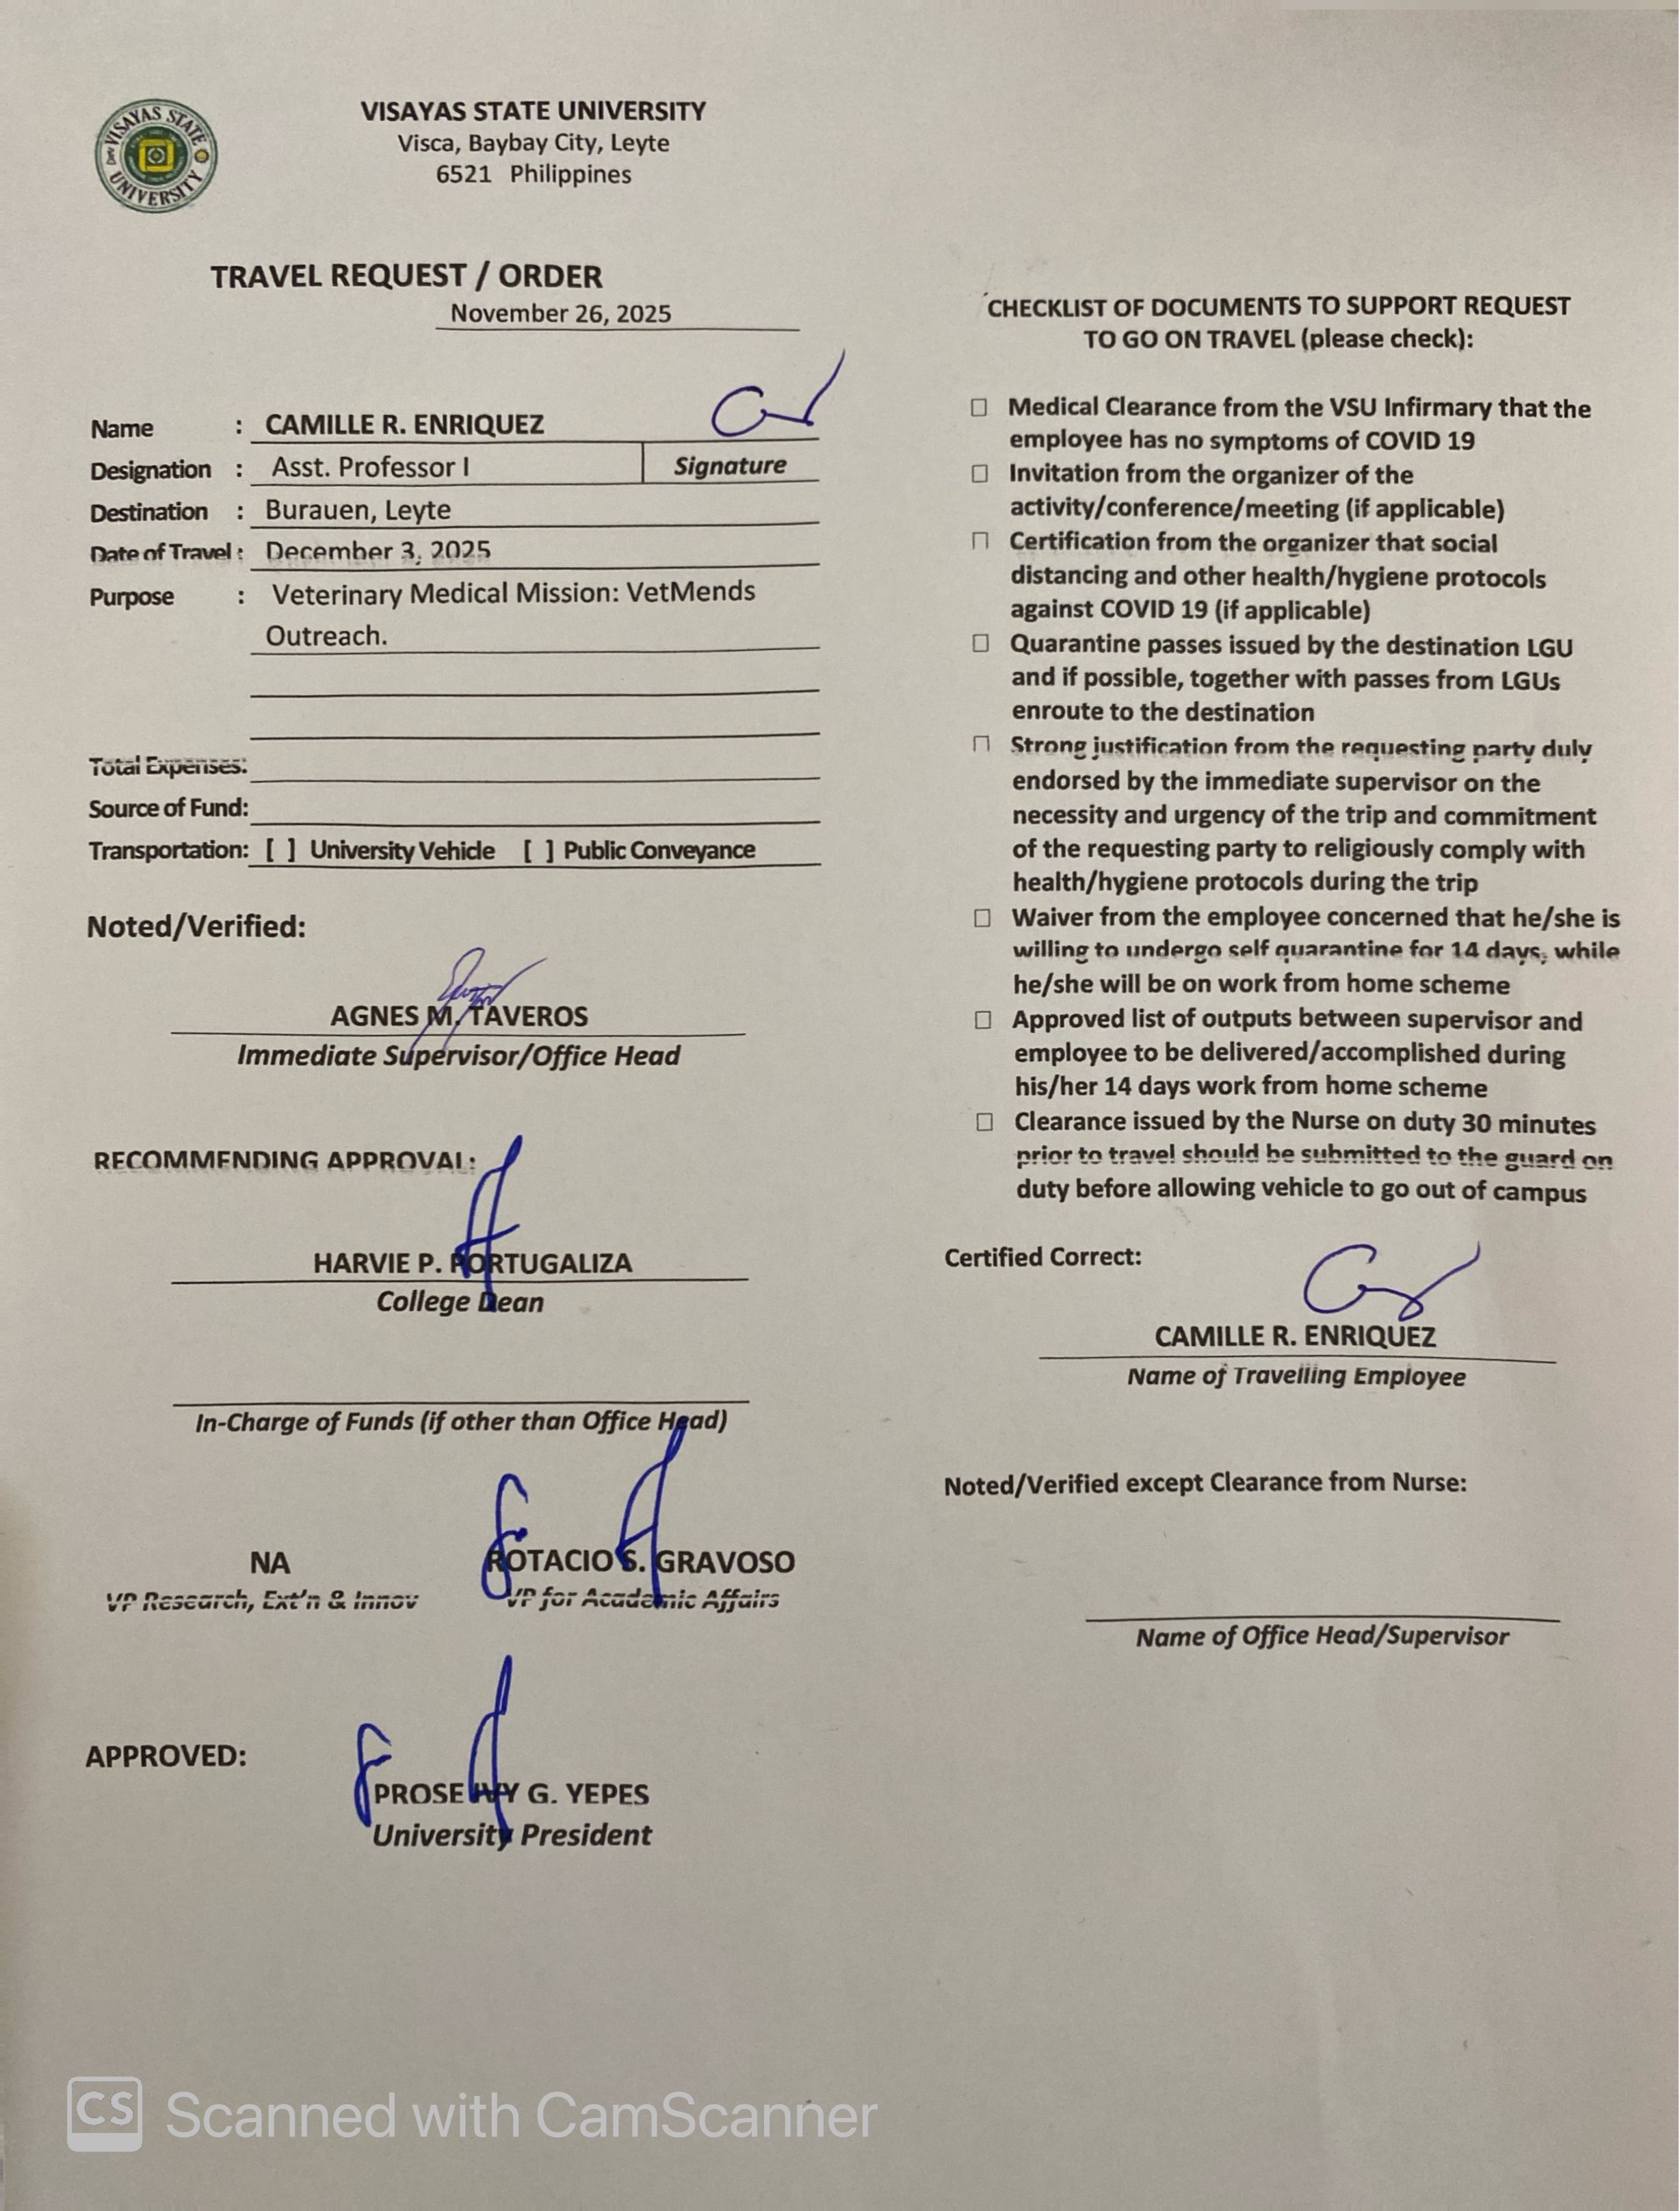 VISAYAS STATE UNIVERSITY
Visca, Baybay City, Leyte
6521 Philippines
VISAYAS STATE UNIVERSITY
TRAVEL REQUEST / ORDER
November 26, 2025
Name : CAMILLE R. ENRIQUEZ
Designation : Asst. Professor I Signature
Destination : Burauen, Leyte
Date of Travel : December 3, 2025
Purpose : Veterinary Medical Mission: VetMends
Outreach.
Total Expenses:
Source of Fund:
Transportation: [ ] University Vehicle [ ] Public Conveyance
Noted/Verified:
AGNES M. TAVEROS
Immediate Supervisor/Office Head
RECOMMENDING APPROVAL:
HARVIE P. PORTUGALIZA
College Dean
In-Charge of Funds (if other than Office Head)
NA
VP Research, Ext'n & Innov
ROTACIO S. GRAVOSO
VP for Academic Affairs
APPROVED:
PROSE IVY G. YEPES
University President
CHECKLIST OF DOCUMENTS TO SUPPORT REQUEST
TO GO ON TRAVEL (please check):
□ Medical Clearance from the VSU Infirmary that the
employee has no symptoms of COVID 19
□ Invitation from the organizer of the
activity/conference/meeting (if applicable)
□ Certification from the organizer that social
distancing and other health/hygiene protocols
against COVID 19 (if applicable)
□ Quarantine passes issued by the destination LGU
and if possible, together with passes from LGUs
enroute to the destination
□ Strong justification from the requesting party duly
endorsed by the immediate supervisor on the
necessity and urgency of the trip and commitment
of the requesting party to religiously comply with
health/hygiene protocols during the trip
□ Waiver from the employee concerned that he/she is
willing to undergo self quarantine for 14 days, while
he/she will be on work from home scheme
□ Approved list of outputs between supervisor and
employee to be delivered/accomplished during
his/her 14 days work from home scheme
□ Clearance issued by the Nurse on duty 30 minutes
prior to travel should be submitted to the guard on
duty before allowing vehicle to go out of campus
Certified Correct:
CAMILLE R. ENRIQUEZ
Name of Travelling Employee
Noted/Verified except Clearance from Nurse:
Name of Office Head/Supervisor
CS Scanned with CamScanner